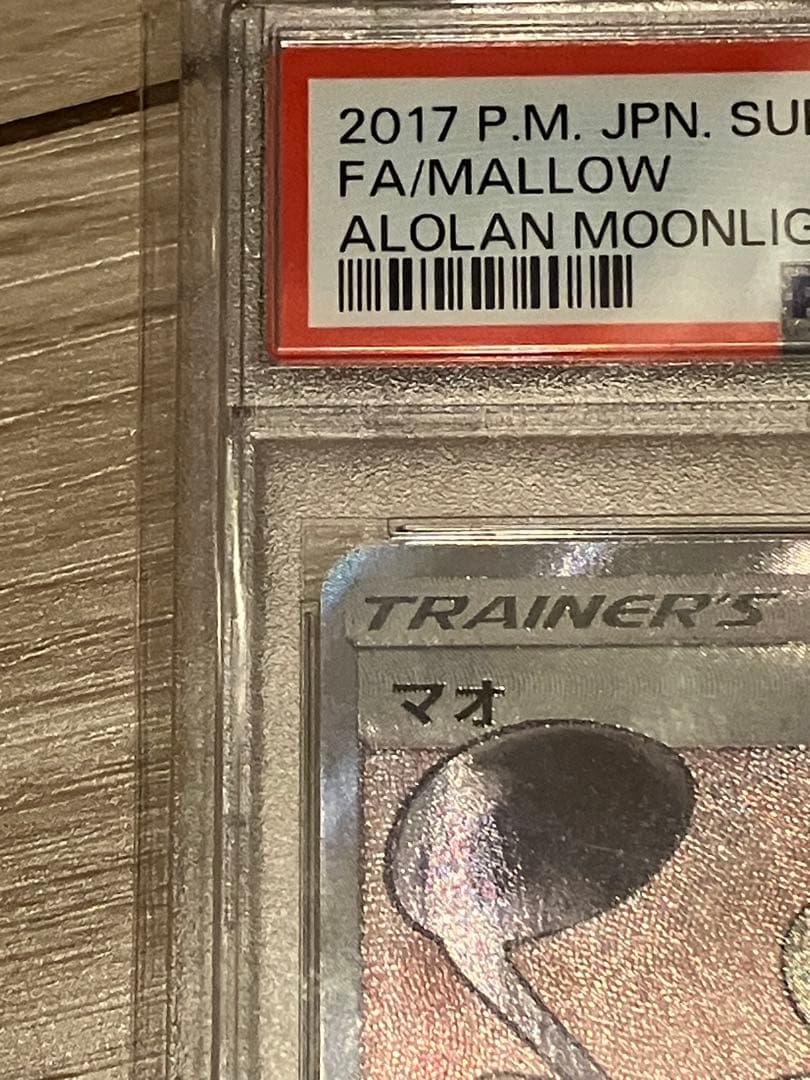 2017 P.M. JPN. SU
FA/MALLOW
ALOLAN MOONLIG
TRAINER'S
マオ